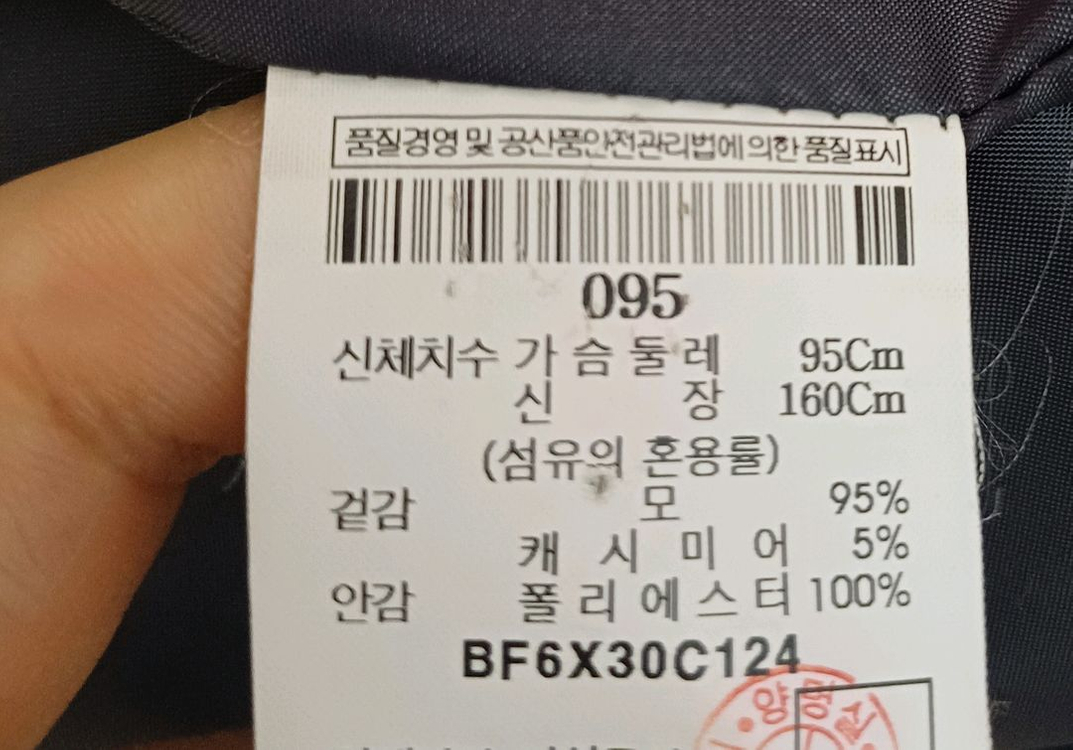 품질경영 및 공산품안전관리법에 의한 품질표시
095
신체치수 가슴둘레 95Cm
신장 160Cm
(섬유의 혼용률)
겉감 모 95%
캐시미어 5%
안감 폴리에스터 100%
BF6X30C124